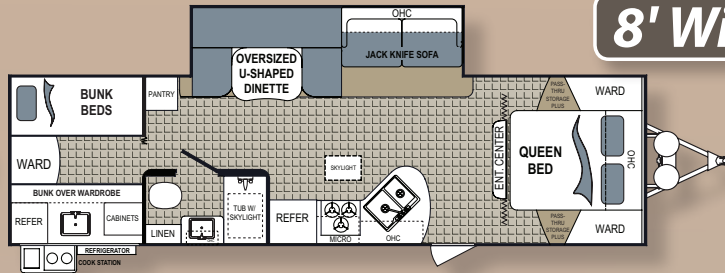 8' Wi
OHC
JACK KNIFE SOFA
OVERSIZED
U-SHAPED
DINETTE
BUNK
BEDS
PANTRY
WARD
BUNK OVER WARDROBE
REFER
CABINETS
REFRIGERATOR
COOK STATION
LINEN
TUB W/
SKYLIGHT
SKYLIGHT
REFER
MICRO
OHC
ENT. CENTER
PASS-
THRU
STORAGE
PLUS
WARD
QUEEN
BED
OHC
PASS-
THRU
STORAGE
PLUS
WARD